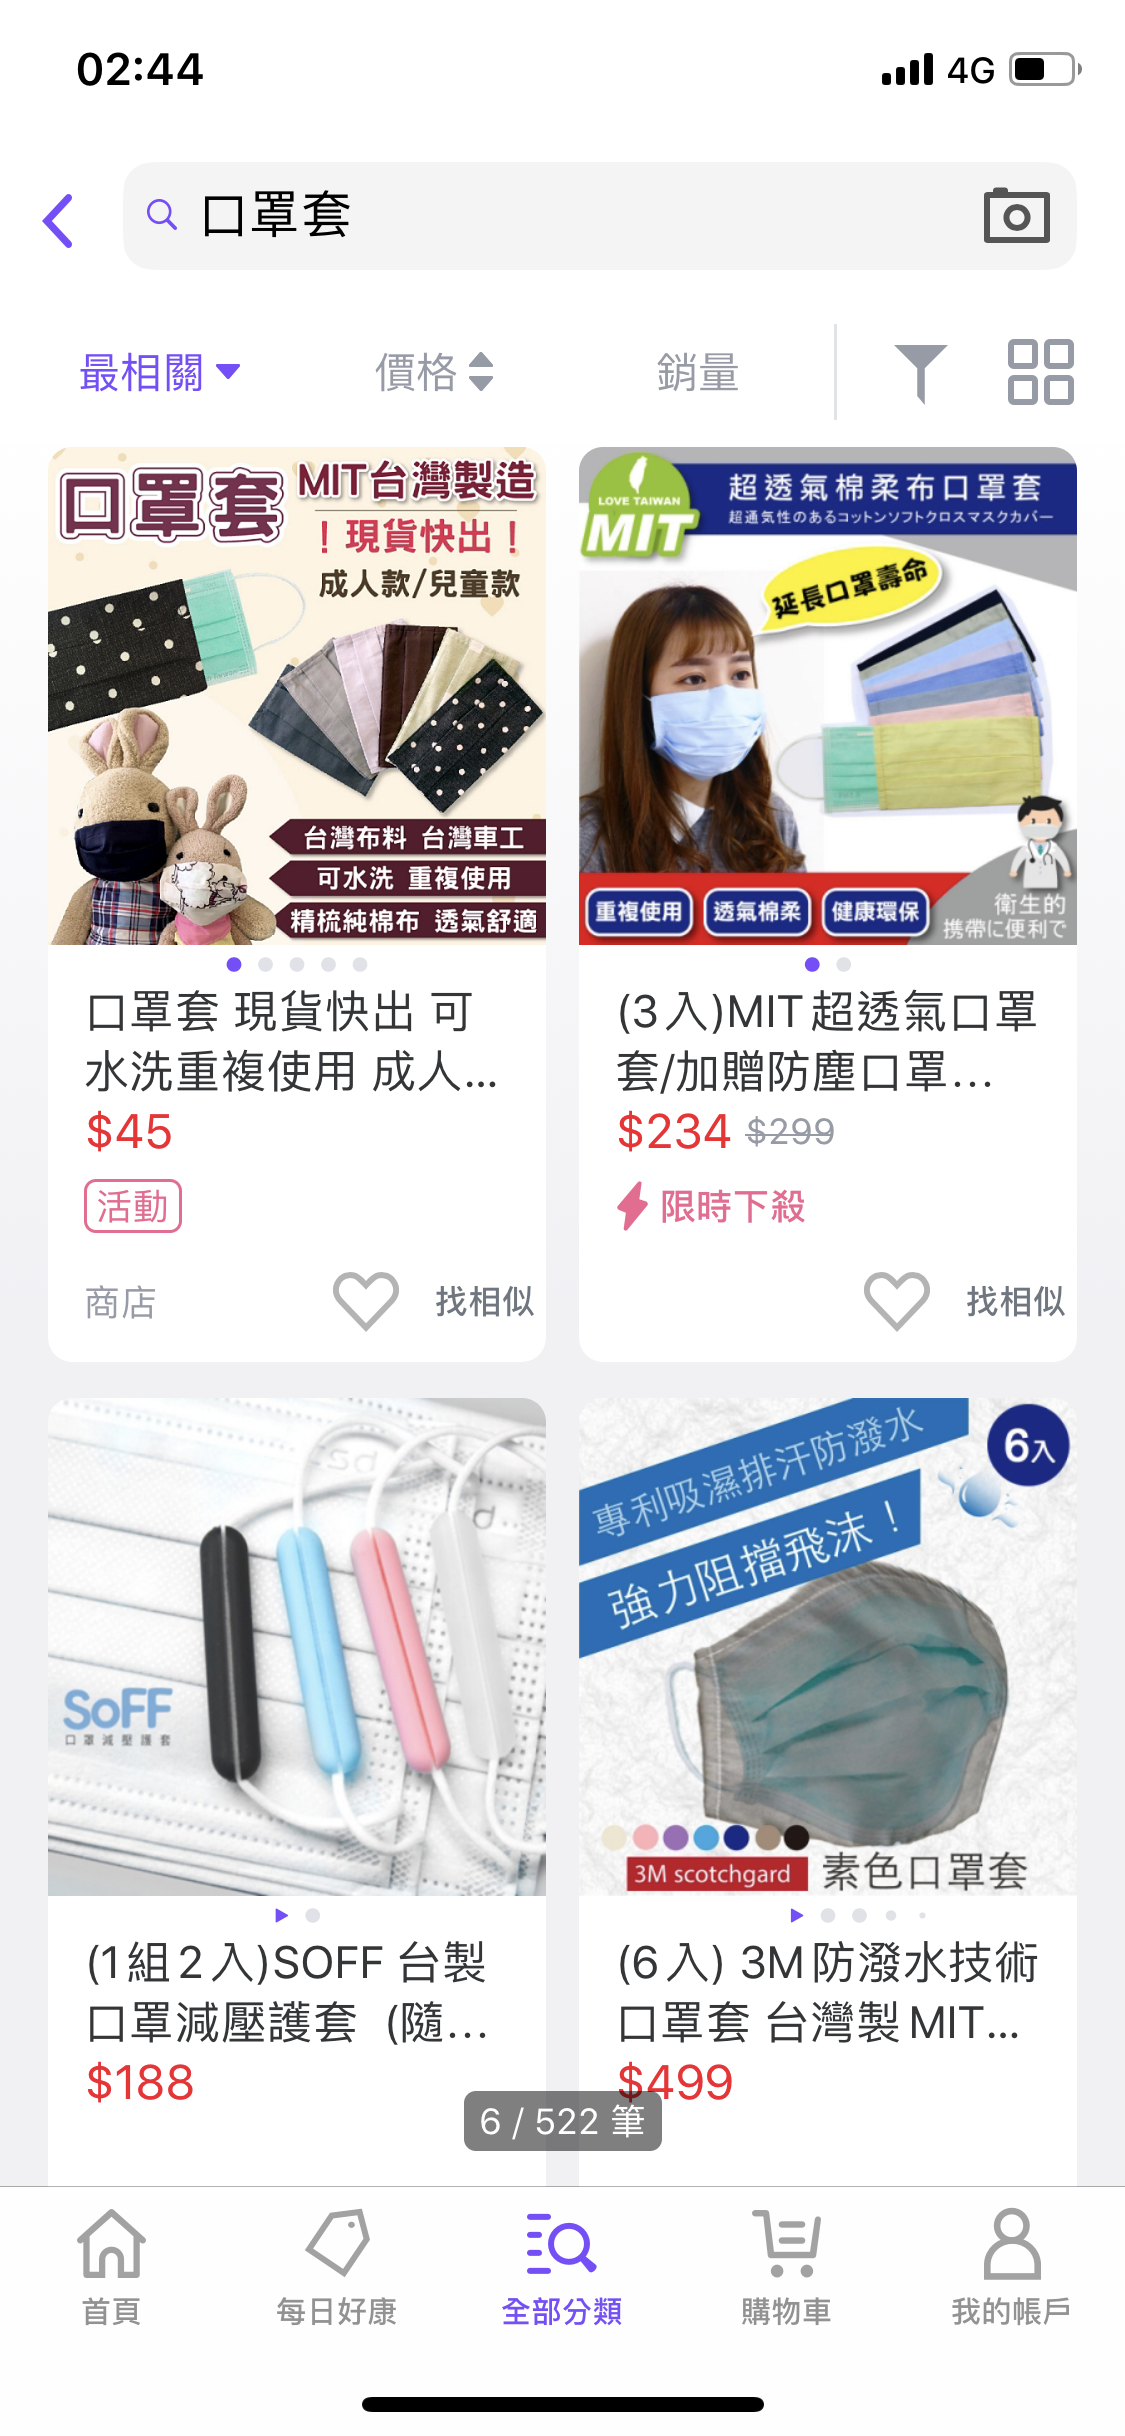 02:44
4G
口罩套
最相關
價格
銷量
口罩套
MIT台灣製造
！現貨快出！
成人款/兒童款
台灣布料 台灣車工
可水洗 重複使用
精梳純棉布 透氣舒適
LOVE TAIWAN
MIT
超透氣棉柔布口罩套
超通気性のあるコットンソフトクロスマスクカバー
延長口罩壽命
重複使用
透氣棉柔
健康環保
衛生的
携帶に便利で
口罩套 現貨快出 可
水洗重複使用 成人...
$45
活動
商店
找相似
(3入)MIT超透氣口罩
套/加贈防塵口罩...
$234 $299
限時下殺
找相似
SoFF
口罩減壓護套
(1組2入)SOFF 台製
口罩減壓護套 (隨...
$188
專利吸濕排汗防潑水
強力阻擋飛沫！
6入
3M scotchgard
素色口罩套
(6入) 3M防潑水技術
口罩套 台灣製MIT...
$499
6 / 522 筆
首頁
每日好康
全部分類
購物車
我的帳戶